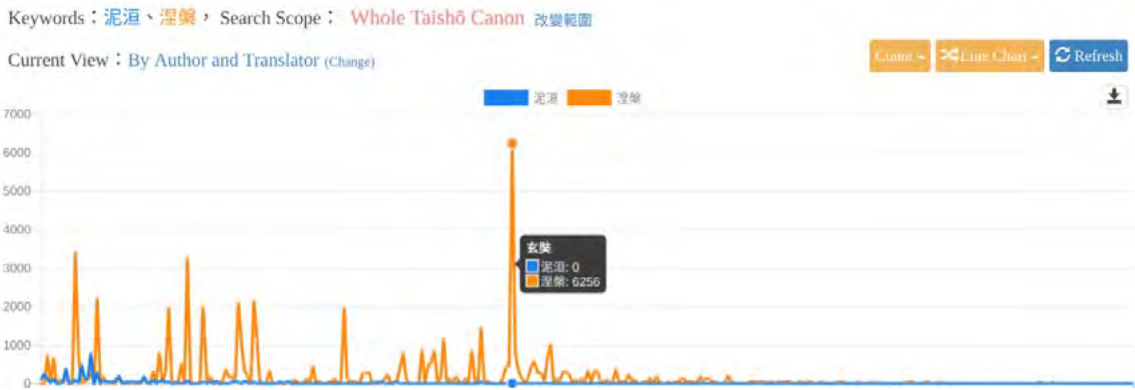 Keywords：泥洹、涅槃， Search Scope： Whole Taishō Canon 改變範圍
Current View：By Author and Translator (Change)
Count Line Chart Refresh
泥洹 涅槃
7000
6000
5000
4000
3000
2000
1000
0
玄奘
泥洹: 0
涅槃: 6256